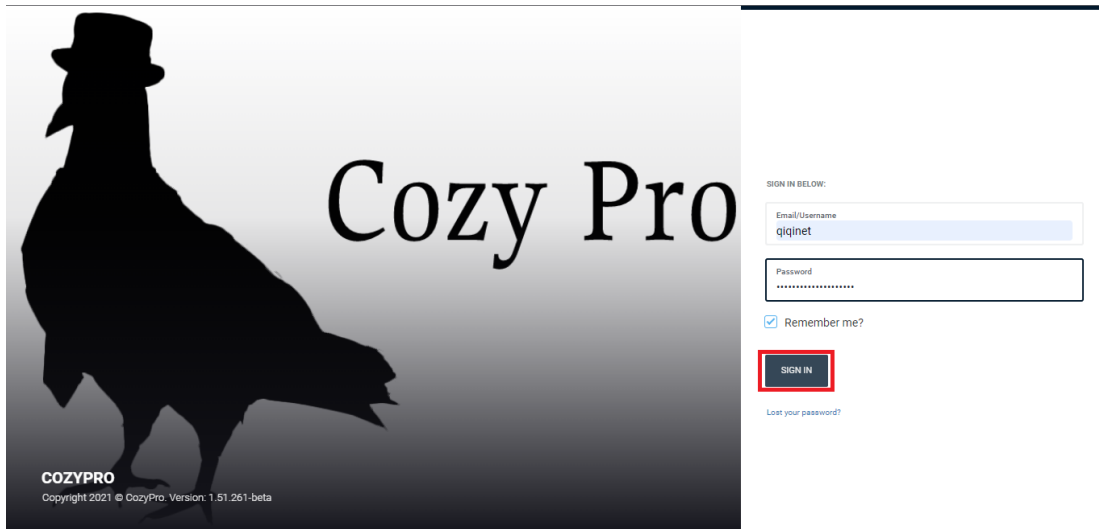 Cozy Pro
COZYPRO
Copyright 2021 © CozyPro. Version: 1.51.261-beta
SIGN IN BELOW:
Email/Username
qiqinet
Password
••••••••••••••••••••
Remember me?
SIGN IN
Lost your password?